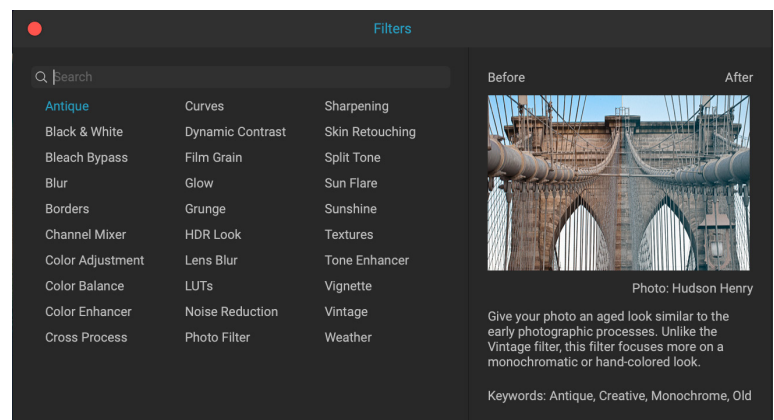 Filters
Search
Antique
Black & White
Bleach Bypass
Blur
Borders
Channel Mixer
Color Adjustment
Color Balance
Color Enhancer
Cross Process
Curves
Dynamic Contrast
Film Grain
Glow
Grunge
HDR Look
Lens Blur
LUTs
Noise Reduction
Photo Filter
Sharpening
Skin Retouching
Split Tone
Sun Flare
Sunshine
Textures
Tone Enhancer
Vignette
Vintage
Weather
Before After
Photo: Hudson Henry
Give your photo an aged look similar to the
early photographic processes. Unlike the
Vintage filter, this filter focuses more on a
monochromatic or hand-colored look.
Keywords: Antique, Creative, Monochrome, Old